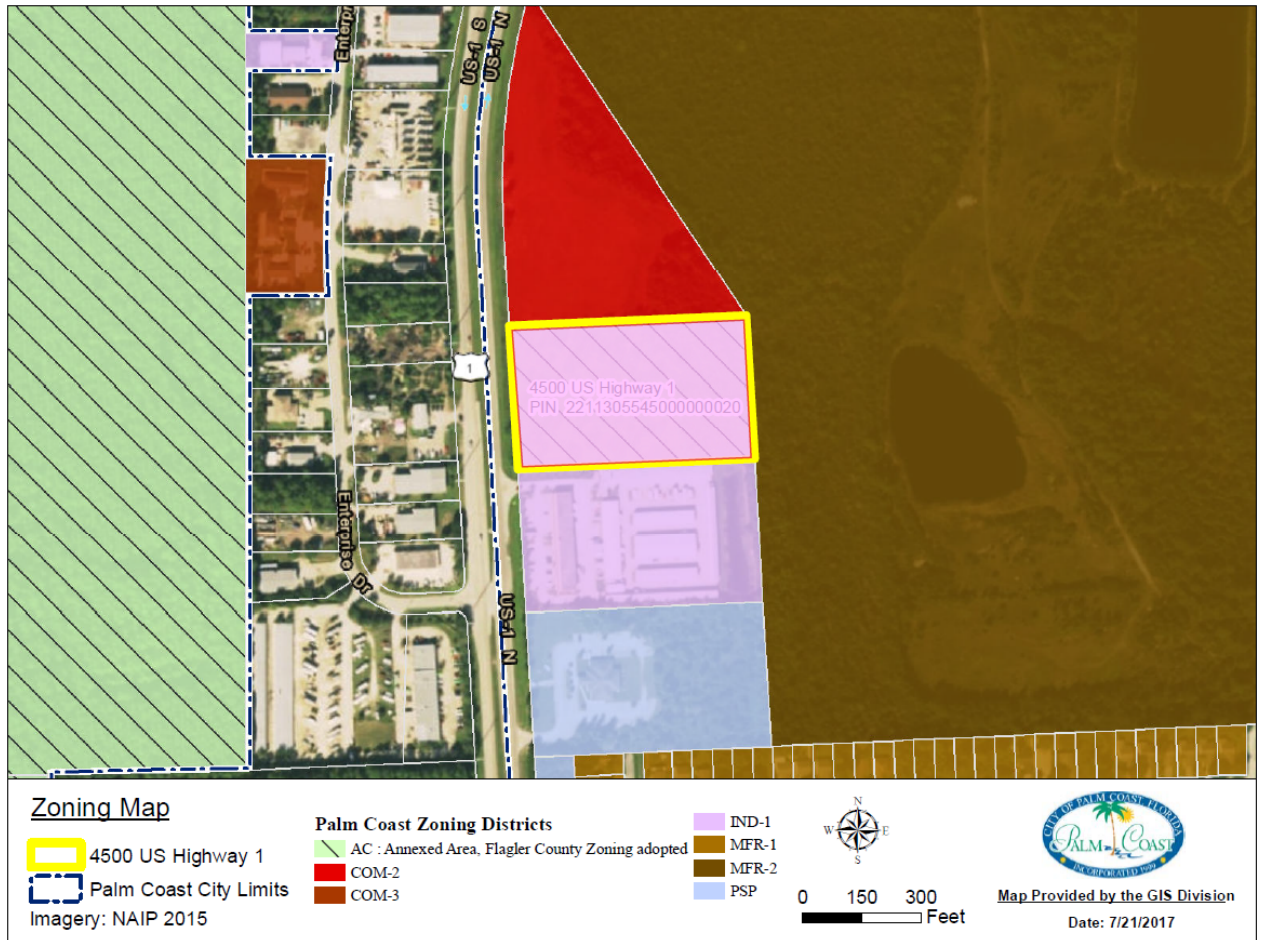 Enterpri
US-1 S
US-1 N
1
4500 US Highway 1
PIN. 2211305545000000020
Enterprise Dr
US-1 N
Zoning Map
4500 US Highway 1
Palm Coast City Limits
Imagery: NAIP 2015
Palm Coast Zoning Districts
AC : Annexed Area, Flagler County Zoning adopted
COM-2
COM-3
IND-1
MFR-1
MFR-2
PSP
N
W E
S
0 150 300
Feet
CITY OF PALM COAST FLORIDA
PALM COAST
INCORPORATED 1999
Map Provided by the GIS Division
Date: 7/21/2017